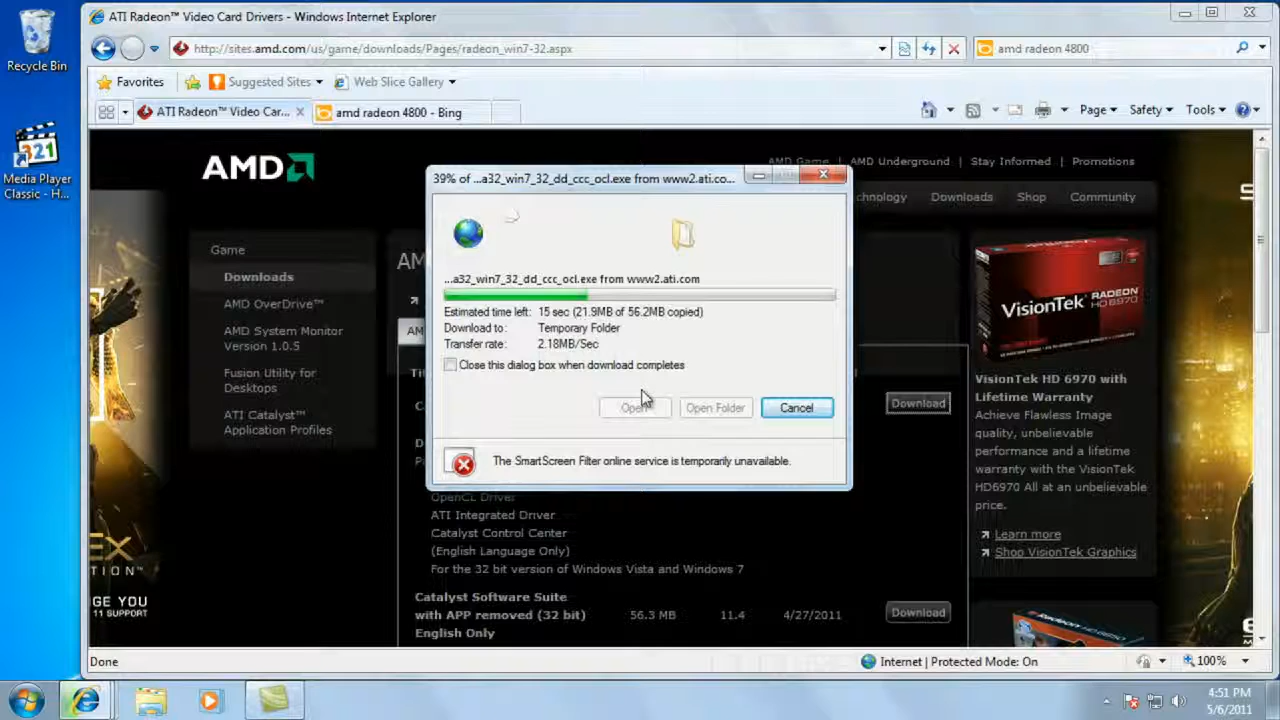 ATI Radeon™ Video Card Drivers - Windows Internet Explorer
Recycle Bin
http://sites.amd.com/us/game/downloads/Pages/radeon_win7-32.aspx
amd radeon 4800
Favorites
Suggested Sites
Web Slice Gallery
ATI Radeon™ Video Car...
amd radeon 4800 - Bing
Page
Safety
Tools
321
Media Player
Classic - H...
AMD
AMD Game
AMD Underground
Stay Informed
Promotions
chnology
Downloads
Shop
Community
Game
Downloads
AMD OverDrive™
AMD System Monitor
Version 1.0.5
Fusion Utility for
Desktops
ATI Catalyst™
Application Profiles
39% of ...a32_win7_32_dd_ccc_ocl.exe from www2.ati.co...
...a32_win7_32_dd_ccc_ocl.exe from www2.ati.com
Estimated time left: 15 sec (21.9MB of 56.2MB copied)
Download to: Temporary Folder
Transfer rate: 2.18MB/Sec
Close this dialog box when download completes
Open
Open Folder
Cancel
The SmartScreen Filter online service is temporarily unavailable.
Download
OpenCL Driver
ATI Integrated Driver
Catalyst Control Center
(English Language Only)
For the 32 bit version of Windows Vista and Windows 7
Catalyst Software Suite
with APP removed (32 bit) 56.3 MB 11.4 4/27/2011 Download
English Only
VisionTek RADEON HD 6970
VisionTek HD 6970 with
Lifetime Warranty
Achieve Flawless Image
quality, unbelievable
performance and a lifetime
warranty with the VisionTek
HD6970 All at an unbelievable
price.
Learn more
Shop VisionTek Graphics
Done
Internet | Protected Mode: On
100%
4:51 PM
5/6/2011